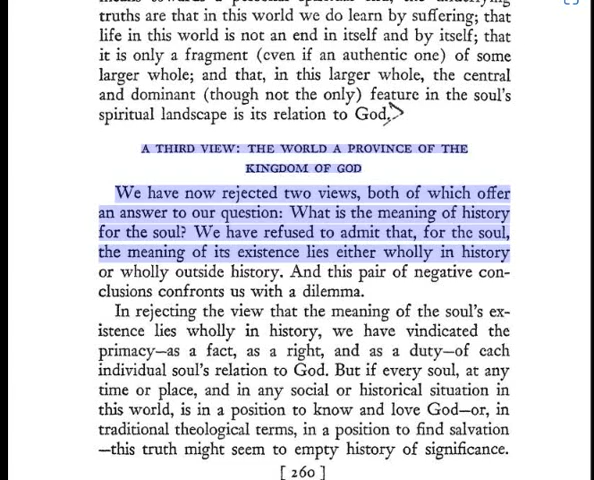 truths are that in this world we do learn by suffering; that
life in this world is not an end in itself and by itself; that
it is only a fragment (even if an authentic one) of some
larger whole; and that, in this larger whole, the central
and dominant (though not the only) feature in the soul's
spiritual landscape is its relation to God.
A THIRD VIEW: THE WORLD A PROVINCE OF THE
KINGDOM OF GOD
We have now rejected two views, both of which offer
an answer to our question: What is the meaning of history
for the soul? We have refused to admit that, for the soul,
the meaning of its existence lies either wholly in history
or wholly outside history. And this pair of negative con-
clusions confronts us with a dilemma.
In rejecting the view that the meaning of the soul's ex-
istence lies wholly in history, we have vindicated the
primacy—as a fact, as a right, and as a duty—of each
individual soul's relation to God. But if every soul, at any
time or place, and in any social or historical situation in
this world, is in a position to know and love God—or, in
traditional theological terms, in a position to find salvation
—this truth might seem to empty history of significance.
[ 260 ]